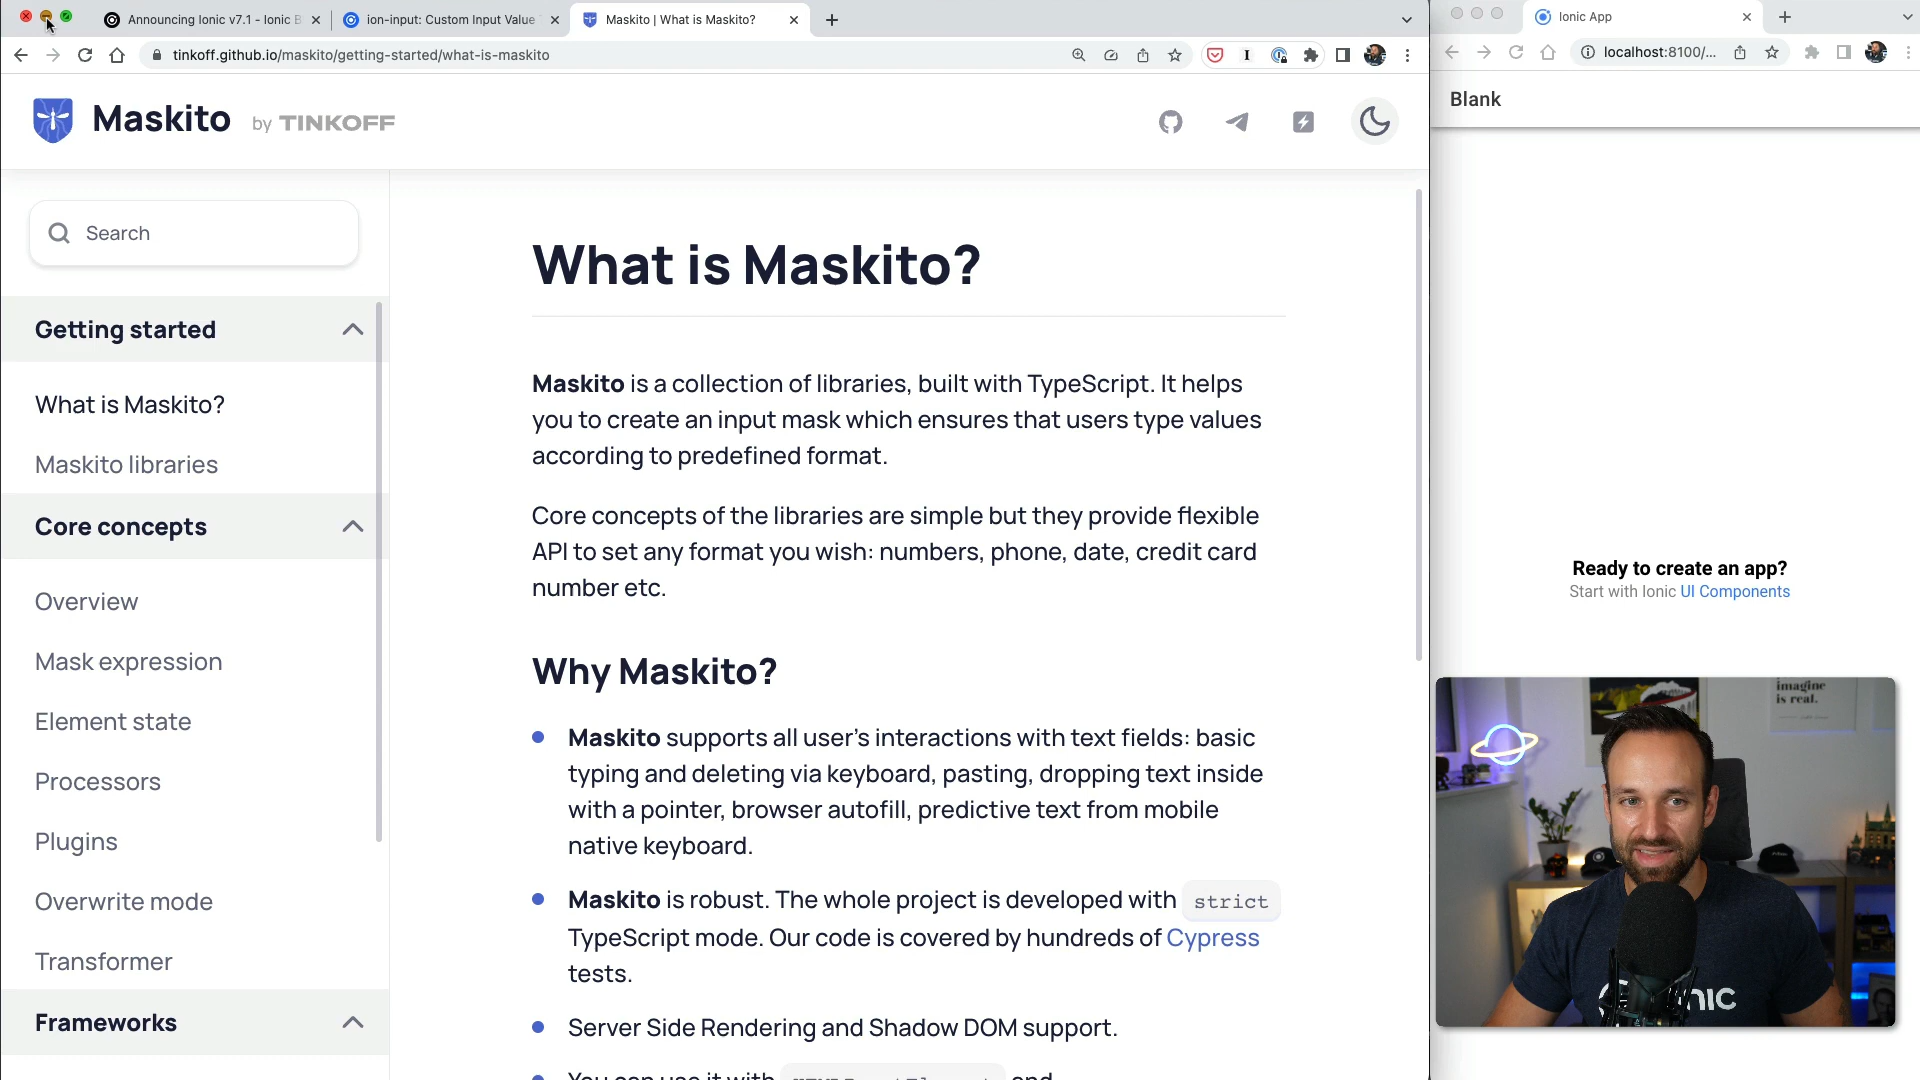 Announcing Ionic v7.1 - Ionic B
ion-input: Custom Input Value
Maskito | What is Maskito?
Ionic App
tinkoff.github.io/maskito/getting-started/what-is-maskito
localhost:8100/...
Maskito by TINKOFF
Blank
Search
Getting started
What is Maskito?
Maskito libraries
Core concepts
Overview
Mask expression
Element state
Processors
Plugins
Overwrite mode
Transformer
Frameworks
What is Maskito?
Maskito is a collection of libraries, built with TypeScript. It helps
you to create an input mask which ensures that users type values
according to predefined format.
Core concepts of the libraries are simple but they provide flexible
API to set any format you wish: numbers, phone, date, credit card
number etc.
Why Maskito?
Maskito supports all user's interactions with text fields: basic
typing and deleting via keyboard, pasting, dropping text inside
with a pointer, browser autofill, predictive text from mobile
native keyboard.
Maskito is robust. The whole project is developed with strict
TypeScript mode. Our code is covered by hundreds of Cypress
tests.
Server Side Rendering and Shadow DOM support.
You can use it with
and
Ready to create an app?
Start with Ionic UI Components
imagine
is real.